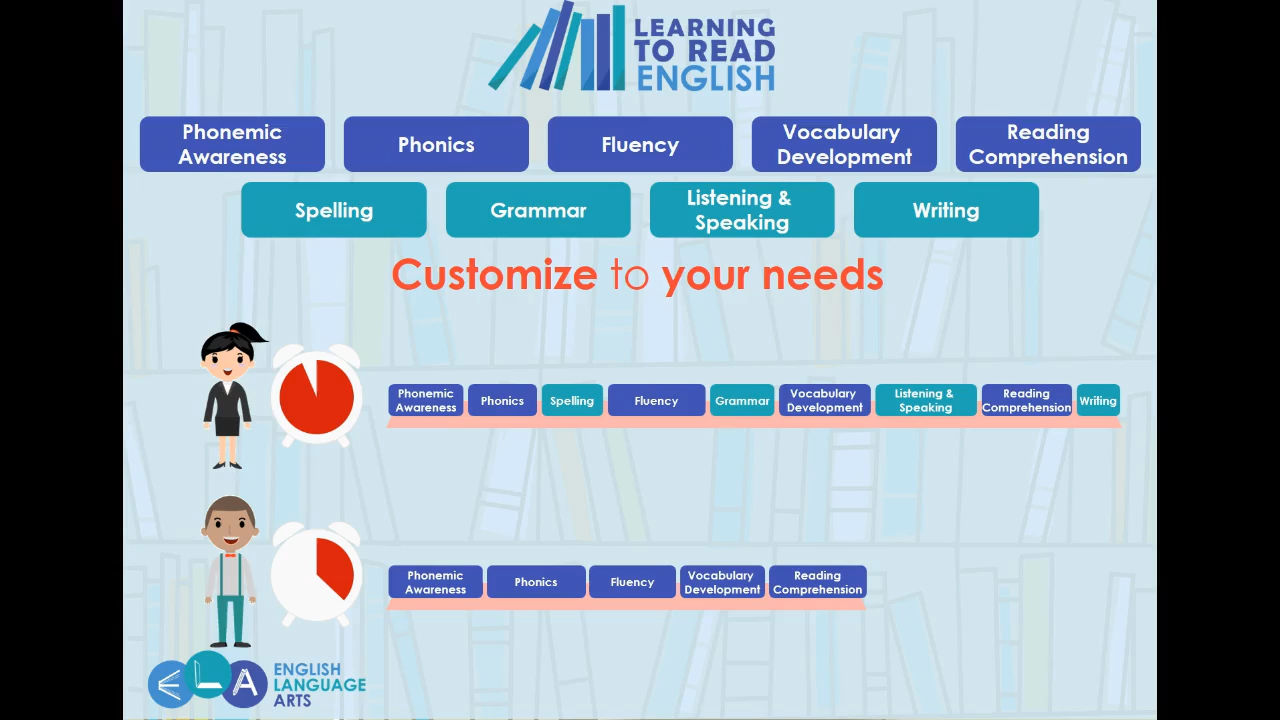 LEARNING
TO READ
ENGLISH
Phonemic
Awareness
Phonics
Fluency
Vocabulary
Development
Reading
Comprehension
Spelling
Grammar
Listening &
Speaking
Writing
Customize to your needs
Phonemic
Awareness
Phonics
Spelling
Fluency
Grammar
Vocabulary
Development
Listening &
Speaking
Reading
Comprehension
Writing
Phonemic
Awareness
Phonics
Fluency
Vocabulary
Development
Reading
Comprehension
ELA
ENGLISH
LANGUAGE
ARTS